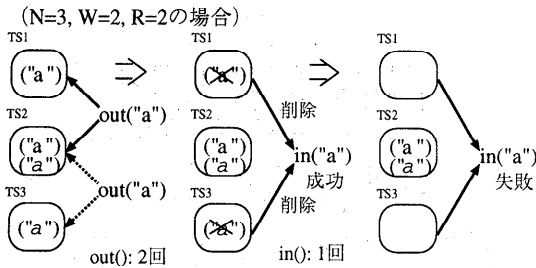 (N=3, W=2, R=2の場合)
TS1
("a")
TS2
("a")
("a")
TS3
("a")
out("a")
out("a")
out(): 2回
TS1
("a")
TS2
("a")
("a")
TS3
("a")
削除
in("a")
成功
削除
in(): 1回
TS1
TS2
("a")
("a")
TS3
in("a")
失敗